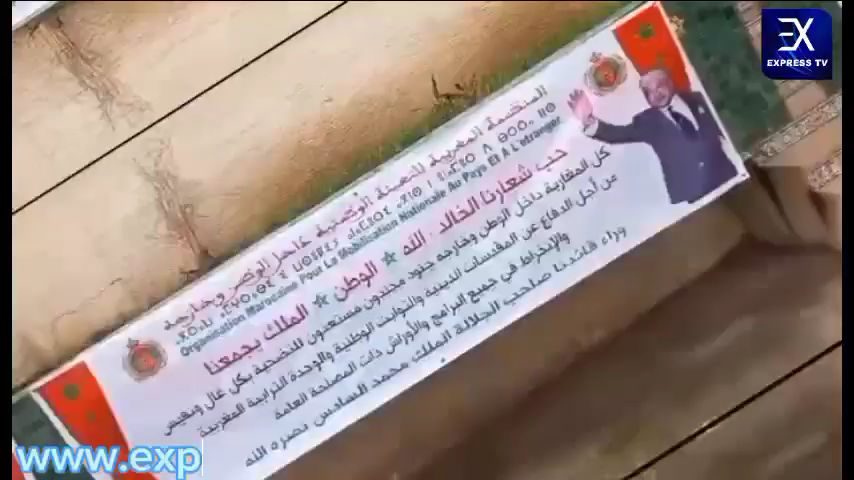 EX
EXPRESS TV
المنظمة المغربية للتعبئة الوطنية داخل الوطن وخارجه
Organisation Marocaine Pour La Mobilisation Nationale Au Pays Et A L'etranger
حب شعارنا الخالد . الله ★ الوطن ★ الملك يجمعنا
كل المغاربة داخل الوطن وخارجه جنود مجندون مستعدون للتضحية بكل غال ونفيس
من أجل الدفاع عن المقدسات الدينية والثوابت الوطنية والوحدة الترابية المغربية
والإنخراط في جميع البرامج والأوراش ذات المصلحة العامة
وراء قائدنا صاحب الجلالة الملك محمد السادس نصره الله
www.exp